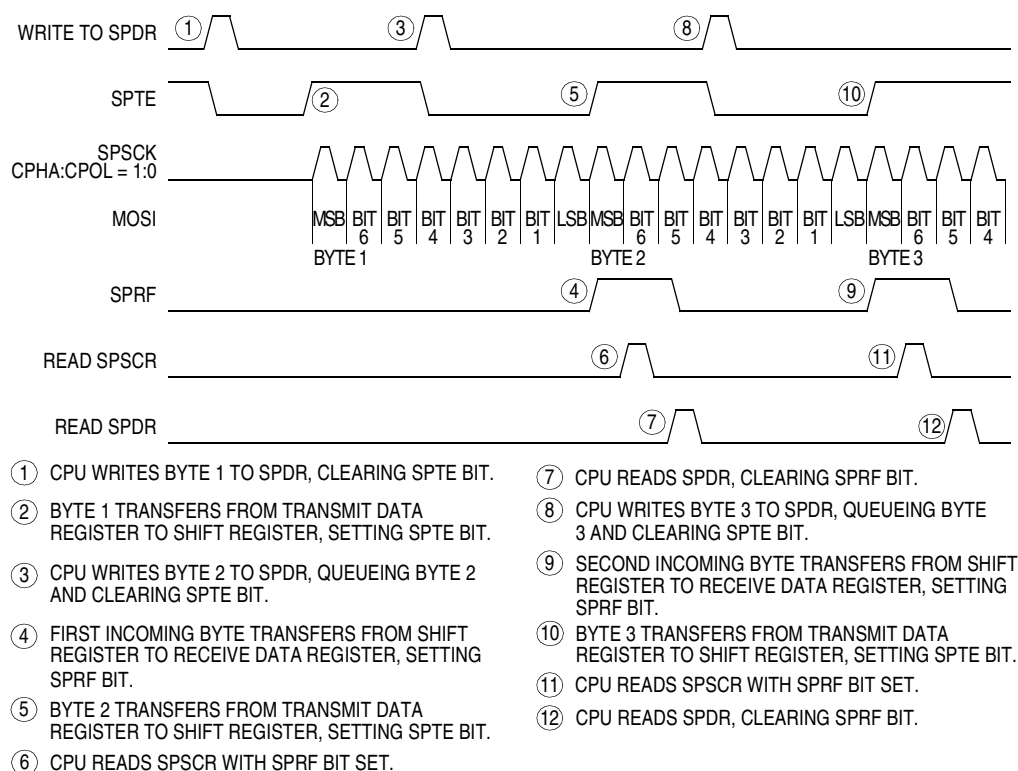 WRITE TO SPDR
1
3
8
SPTE
2
5
10
SPSCK
CPHA:CPOL = 1:0
MOSI
MSB BIT BIT BIT BIT BIT BIT LSB MSB BIT BIT BIT BIT BIT BIT LSB MSB BIT BIT BIT
6 5 4 3 2 1 6 5 4 3 2 1 6 5 4
BYTE 1 BYTE 2 BYTE 3
SPRF
4
9
READ SPSCR
6
11
READ SPDR
7
12
1 CPU WRITES BYTE 1 TO SPDR, CLEARING SPTE BIT.
2 BYTE 1 TRANSFERS FROM TRANSMIT DATA
REGISTER TO SHIFT REGISTER, SETTING SPTE BIT.
3 CPU WRITES BYTE 2 TO SPDR, QUEUEING BYTE 2
AND CLEARING SPTE BIT.
4 FIRST INCOMING BYTE TRANSFERS FROM SHIFT
REGISTER TO RECEIVE DATA REGISTER, SETTING
SPRF BIT.
5 BYTE 2 TRANSFERS FROM TRANSMIT DATA
REGISTER TO SHIFT REGISTER, SETTING SPTE BIT.
6 CPU READS SPSCR WITH SPRF BIT SET.
7 CPU READS SPDR, CLEARING SPRF BIT.
8 CPU WRITES BYTE 3 TO SPDR, QUEUEING BYTE
3 AND CLEARING SPTE BIT.
9 SECOND INCOMING BYTE TRANSFERS FROM SHIFT
REGISTER TO RECEIVE DATA REGISTER, SETTING
SPRF BIT.
10 BYTE 3 TRANSFERS FROM TRANSMIT DATA
REGISTER TO SHIFT REGISTER, SETTING SPTE BIT.
11 CPU READS SPSCR WITH SPRF BIT SET.
12 CPU READS SPDR, CLEARING SPRF BIT.